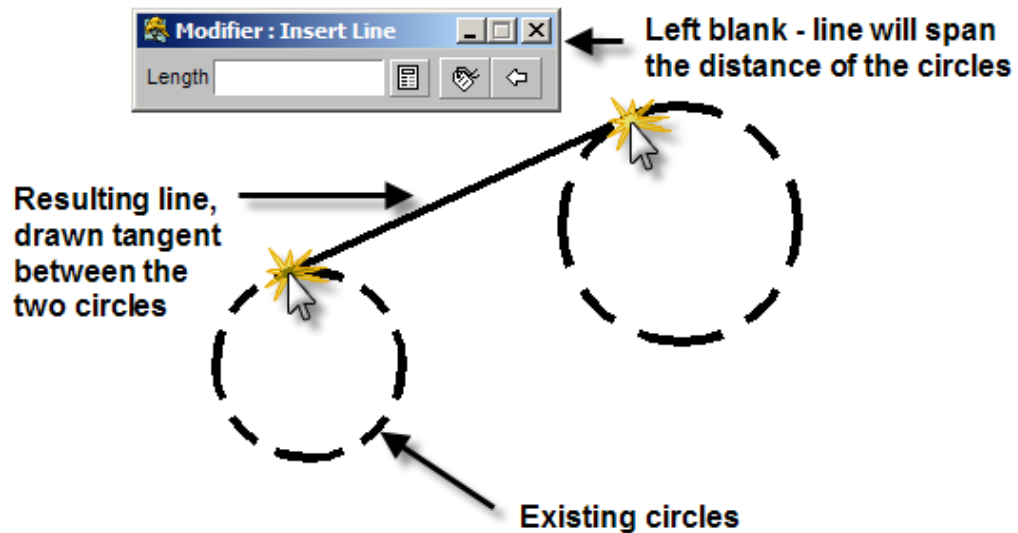 Modifier : Insert Line
Length
Left blank - line will span
the distance of the circles
Resulting line,
drawn tangent
between the
two circles
Existing circles